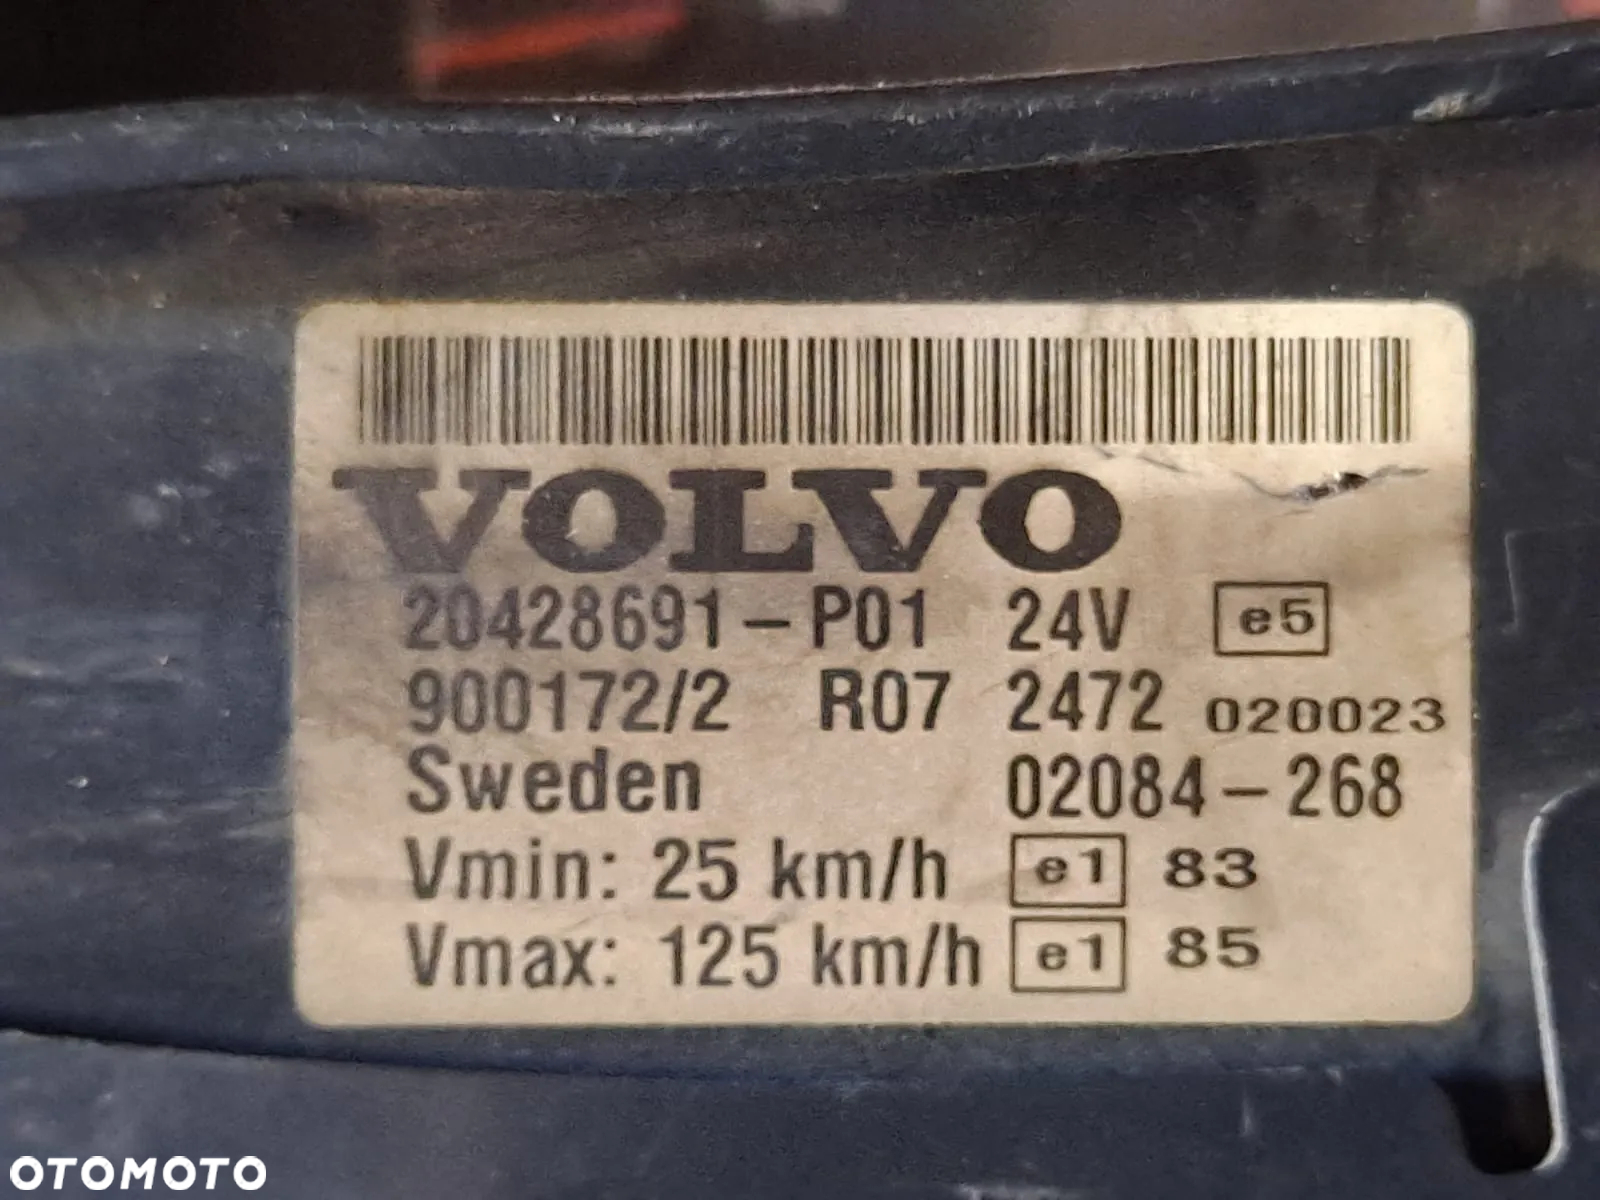 VOLVO
20428691-P01 24V e5
900172/2 R07 2472 020023
Sweden 02084-268
Vmin: 25 km/h e1 83
Vmax: 125 km/h e1 85
OTOMOTO